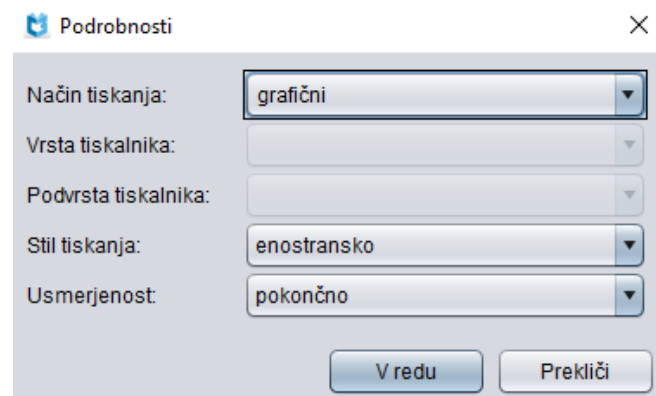 Podrobnosti
Način tiskanja: grafični
Vrsta tiskalnika:
Podvrsta tiskalnika:
Stil tiskanja: enostransko
Usmerjenost: pokončno
V redu Prekliči